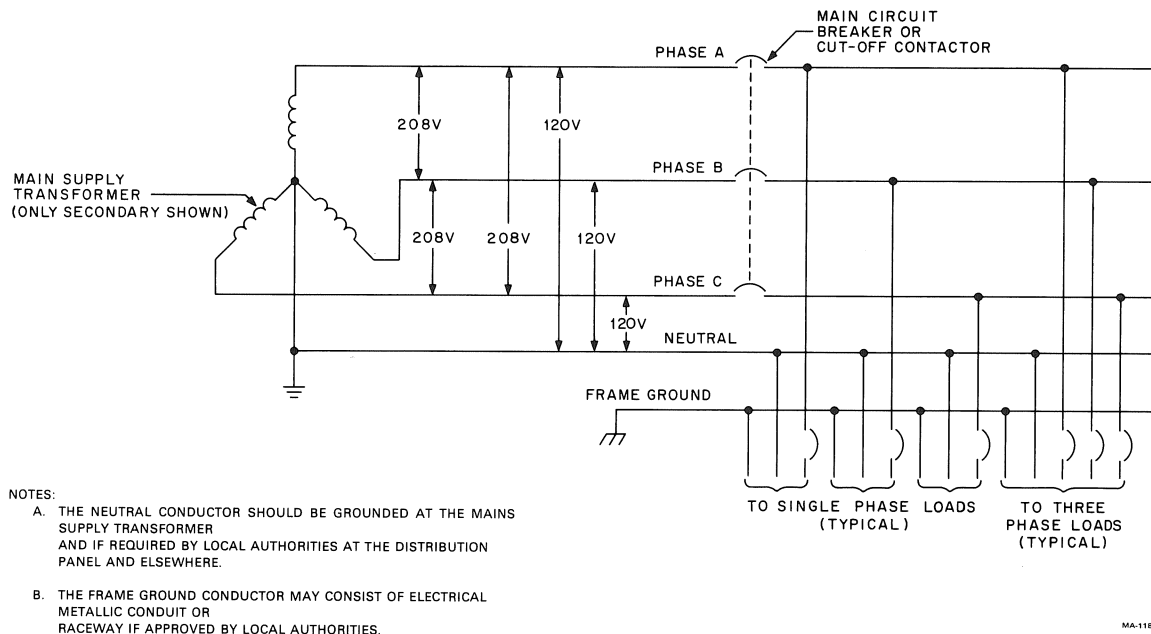 MAIN CIRCUIT
BREAKER OR
CUT-OFF CONTACTOR
PHASE A
208V
120V
MAIN SUPPLY
TRANSFORMER
(ONLY SECONDARY SHOWN)
PHASE B
208V
208V
120V
PHASE C
120V
NEUTRAL
FRAME GROUND
TO SINGLE PHASE LOADS
(TYPICAL)
TO THREE
PHASE LOADS
(TYPICAL)
NOTES:
A. THE NEUTRAL CONDUCTOR SHOULD BE GROUNDED AT THE MAINS
SUPPLY TRANSFORMER
AND IF REQUIRED BY LOCAL AUTHORITIES AT THE DISTRIBUTION
PANEL AND ELSEWHERE.
B. THE FRAME GROUND CONDUCTOR MAY CONSIST OF ELECTRICAL
METALLIC CONDUIT OR
RACEWAY IF APPROVED BY LOCAL AUTHORITIES.